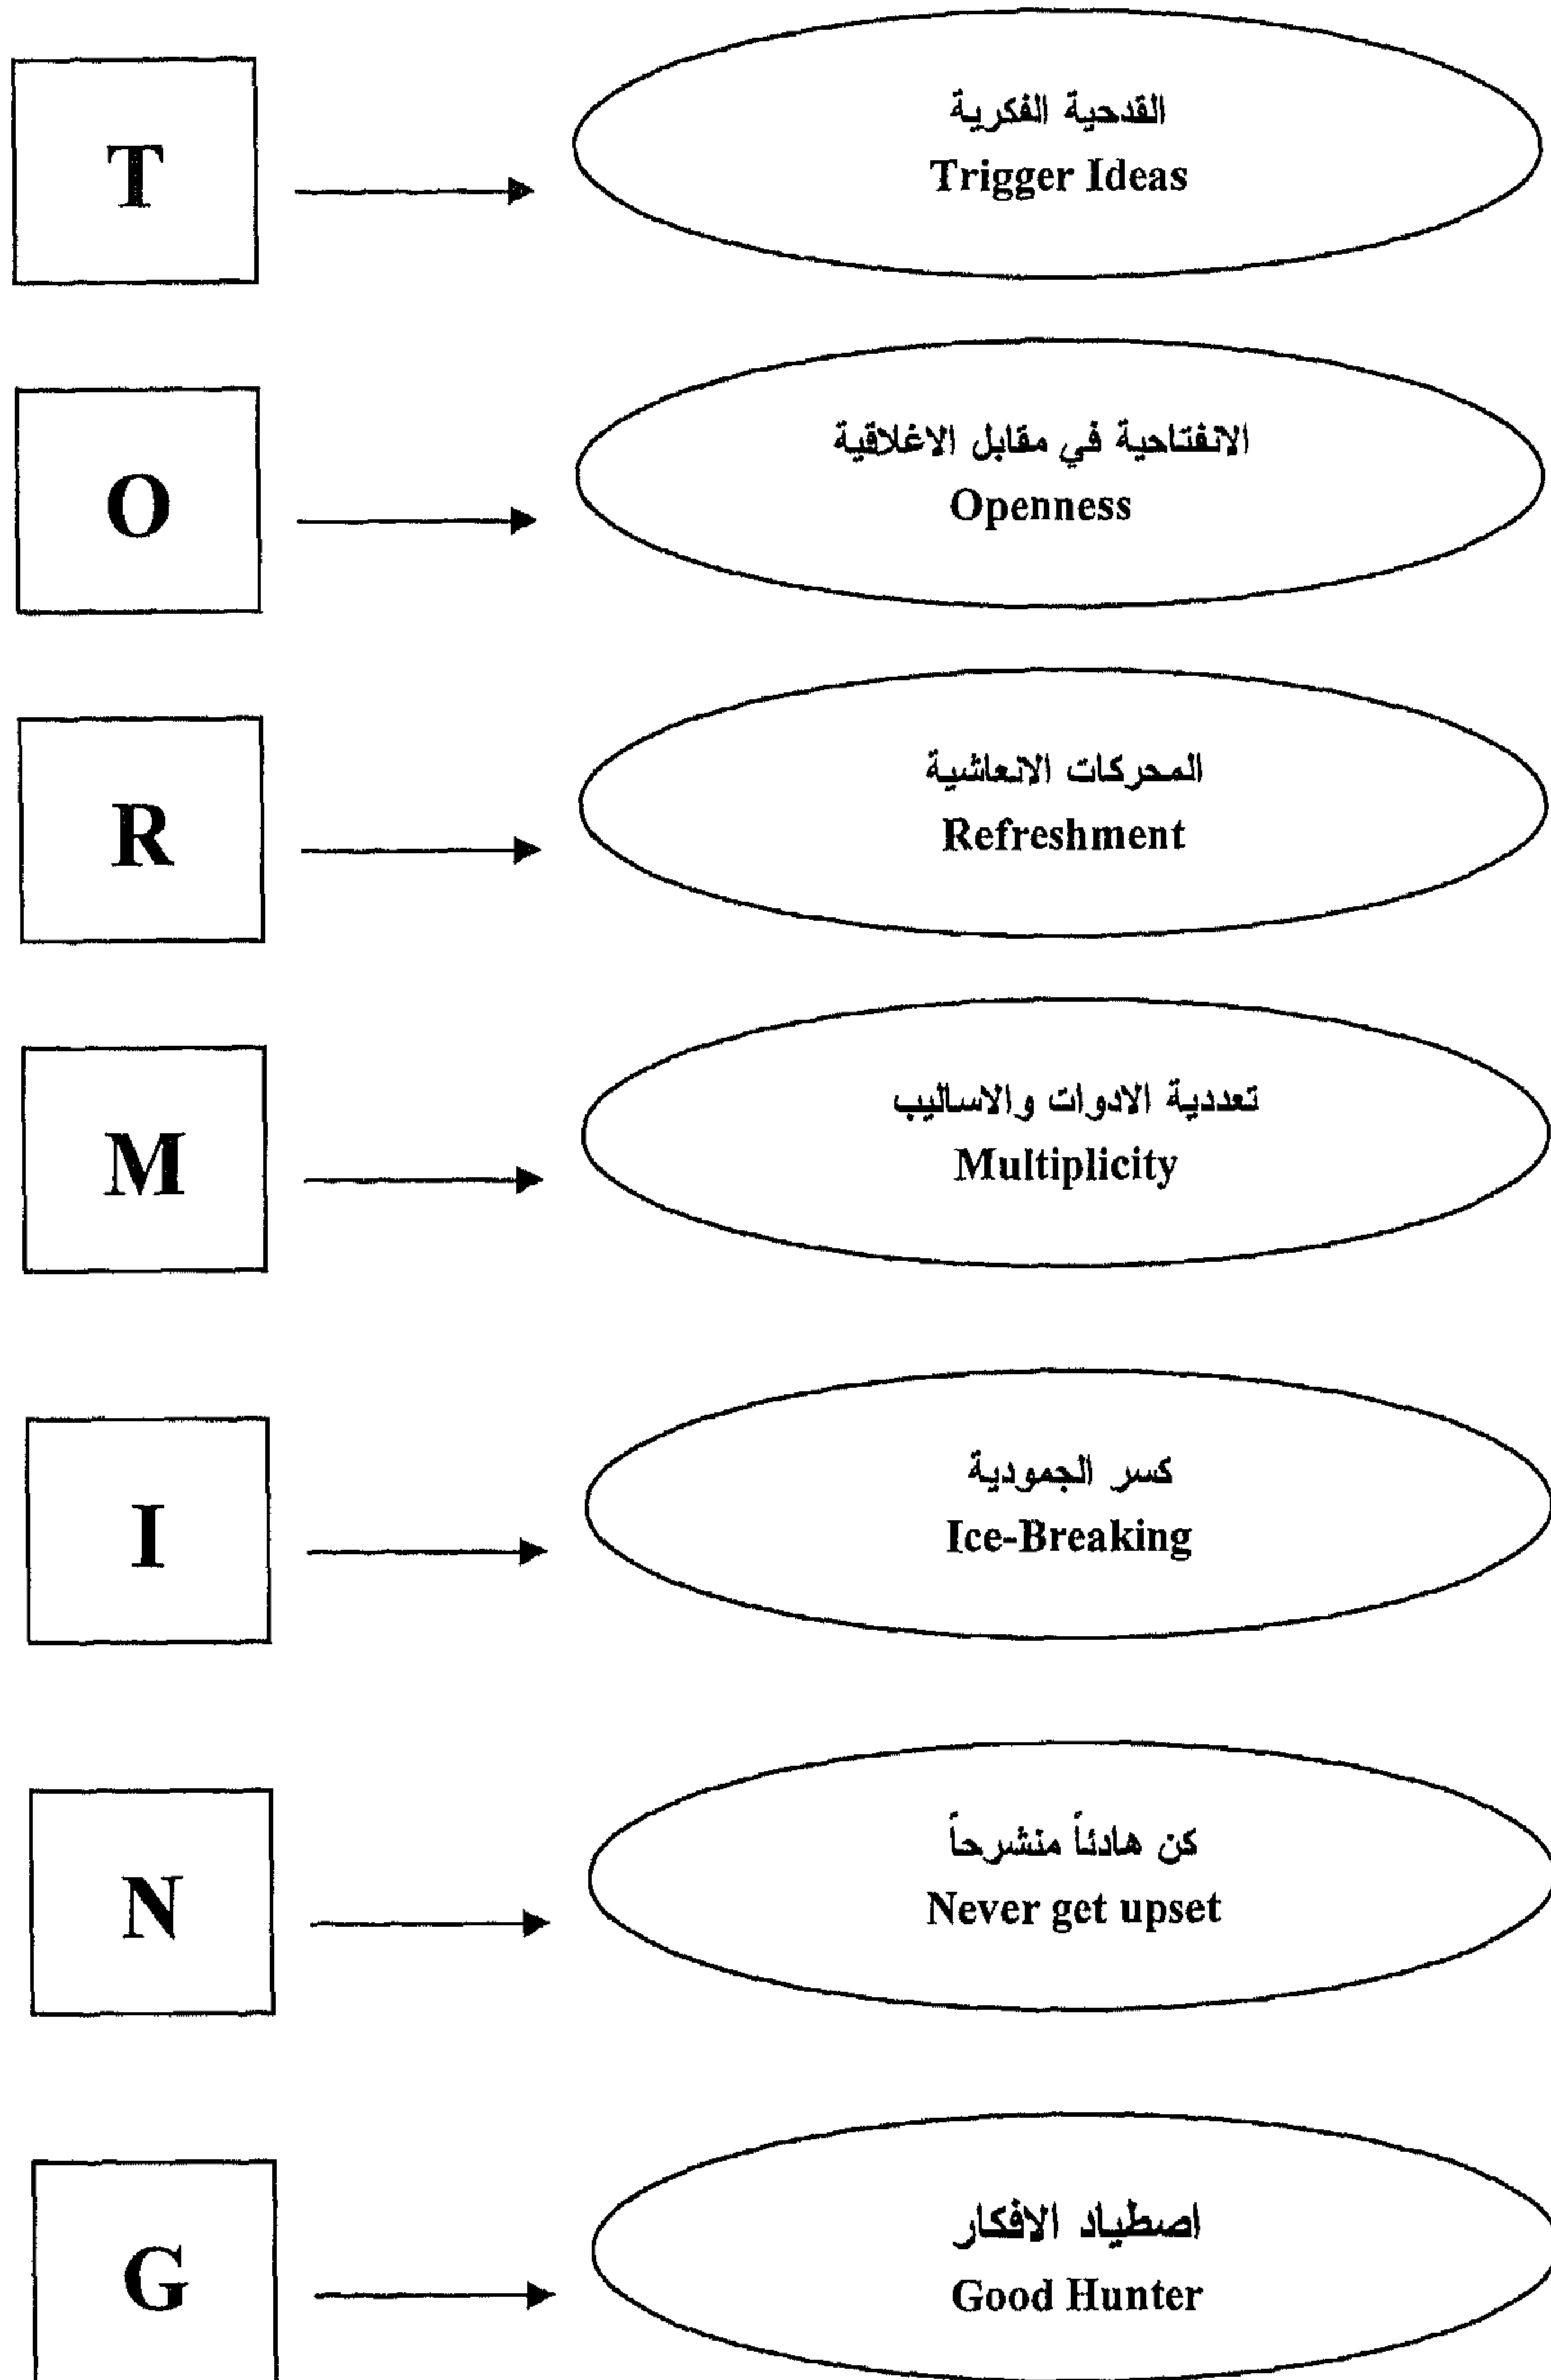 T
القدحية الفكرية
Trigger Ideas
O
الانفتاحية في مقابل الاغلاقية
Openness
R
المحركات الانعاشية
Refreshment
M
تعددية الادوات والاساليب
Multiplicity
I
كسر الجمودية
Ice-Breaking
N
كن هادئاً منشرحاً
Never get upset
G
اصطياد الافكار
Good Hunter